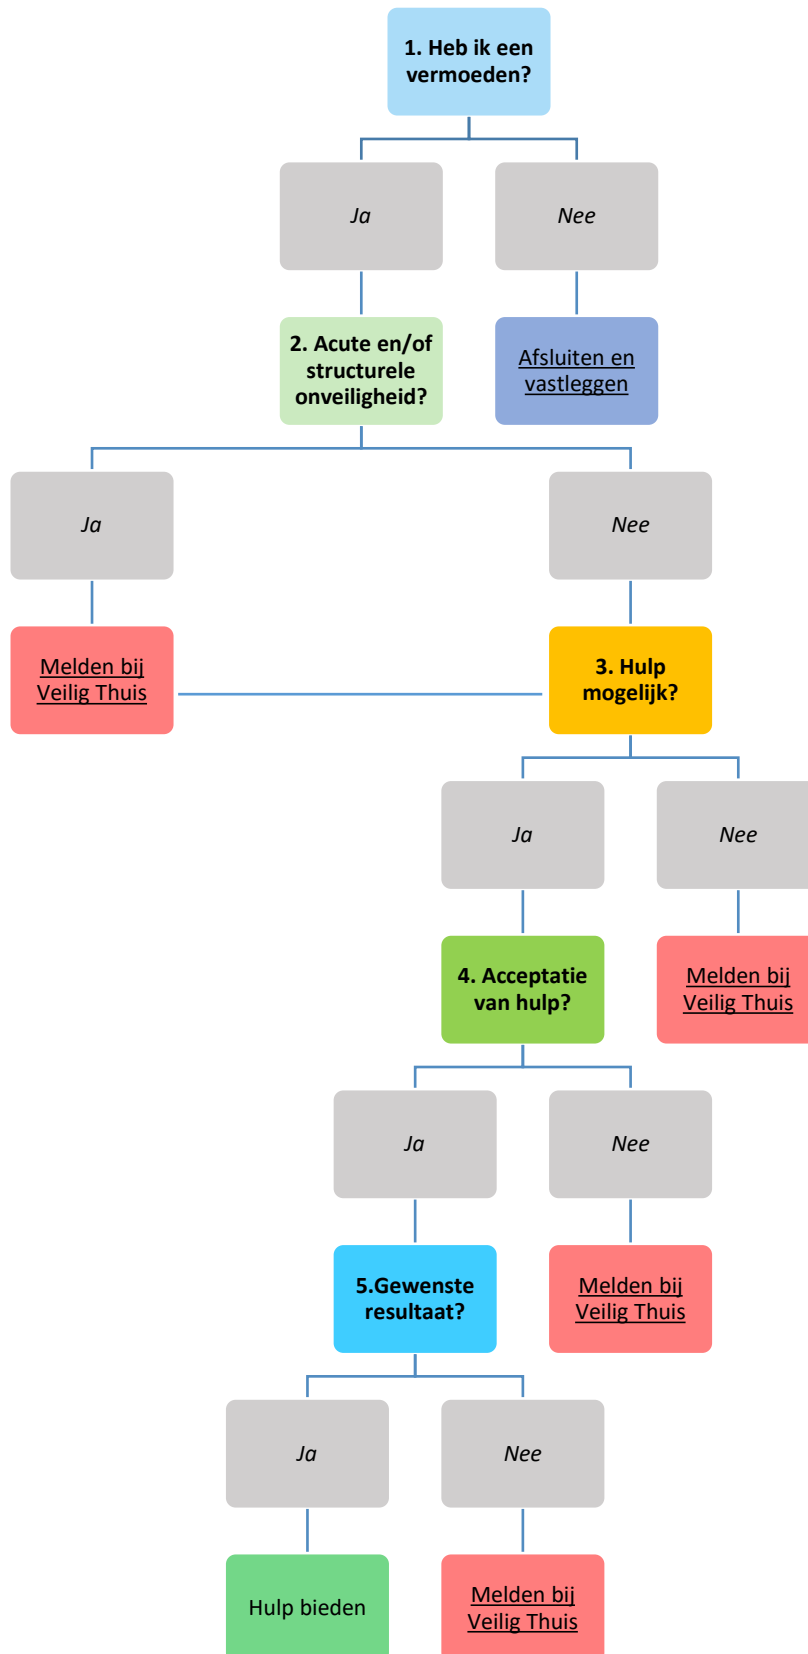 1. Heb ik een
vermoeden?
Ja
Nee
2. Acute en/of
structurele
onveiligheid?
Afsluiten en
vastleggen
Ja
Nee
Melden bij
Veilig Thuis
3. Hulp
mogelijk?
Ja
Nee
4. Acceptatie
van hulp?
Melden bij
Veilig Thuis
Ja
Nee
5.Gewenste
resultaat?
Melden bij
Veilig Thuis
Ja
Nee
Hulp bieden
Melden bij
Veilig Thuis